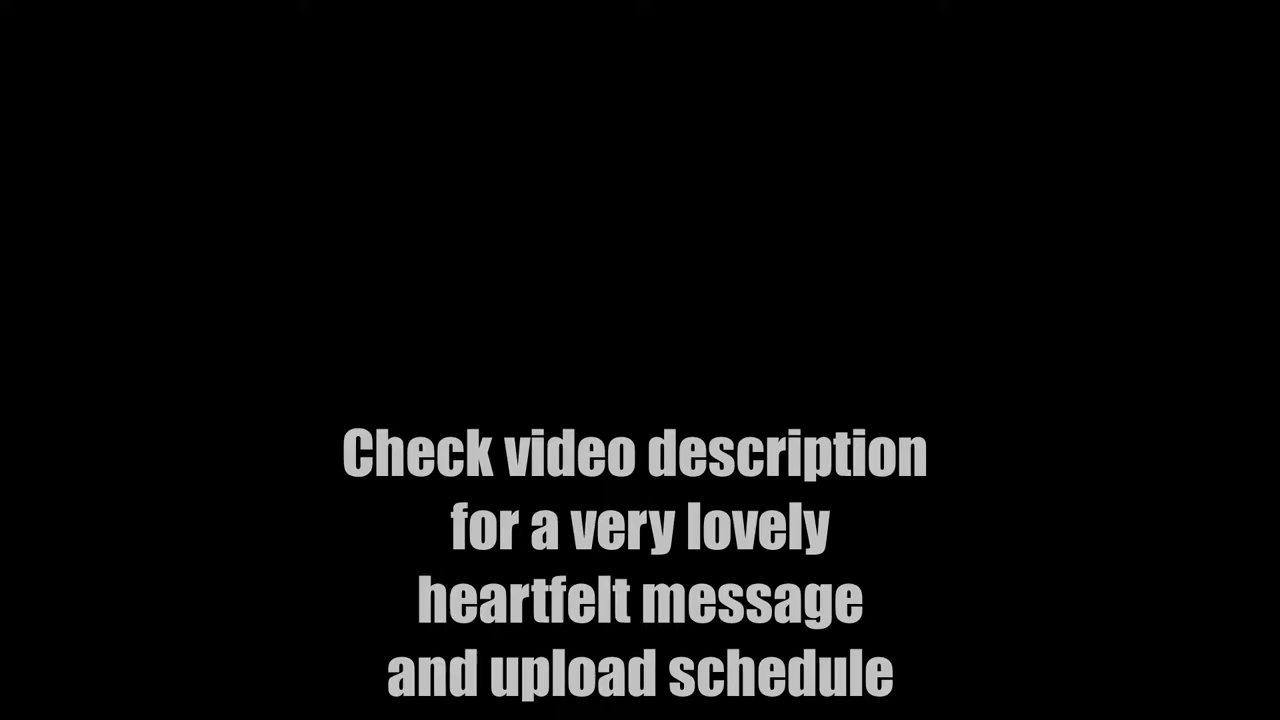 Check video description
for a very lovely
heartfelt message
and upload schedule